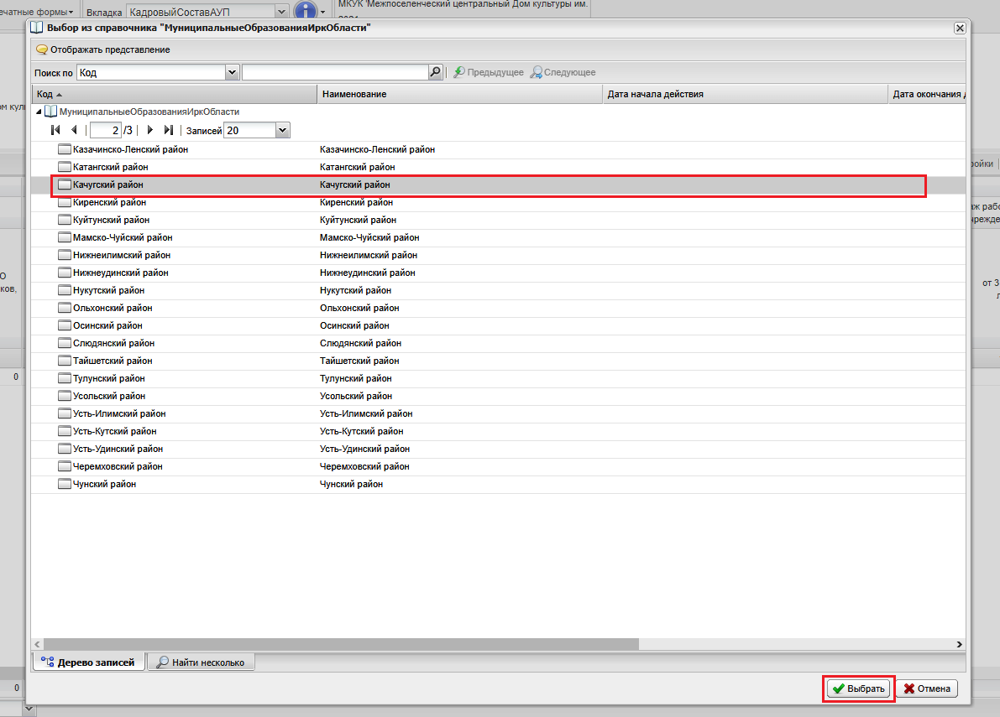 ечатные формы
Вкладка КадровыйСоставАУП
МКУК 'Межпоселенческий центральный Дом культуры им.
Выбор из справочника "МуниципальныеОбразованияИркОбласти"
Отображать представление
Поиск по Код Предыдущее Следующее
Код Наименование Дата начала действия Дата окончания д
МуниципальныеОбразованияИркОбласти
2 /3 Записей 20
Казачинско-Ленский район Казачинско-Ленский район
Катангский район Катангский район
Качугский район Качугский район
Киренский район Киренский район
Куйтунский район Куйтунский район
Мамско-Чуйский район Мамско-Чуйский район
Нижнеилимский район Нижнеилимский район
Нижнеудинский район Нижнеудинский район
Нукутский район Нукутский район
Ольхонский район Ольхонский район
Осинский район Осинский район
Слюдянский район Слюдянский район
Тайшетский район Тайшетский район
Тулунский район Тулунский район
Усольский район Усольский район
Усть-Илимский район Усть-Илимский район
Усть-Кутский район Усть-Кутский район
Усть-Удинский район Усть-Удинский район
Черемховский район Черемховский район
Чунский район Чунский район
Дерево записей Найти несколько
Выбрать Отмена
ом кул
О
ков,
0
0
ройки
аж рабо
чрежде
от 3